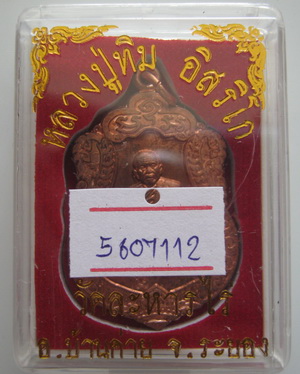 หลวงปู่ทิม อิสริโก
5607112
วัดละหารไร่
อ.บ้านค่าย จ.ระยอง